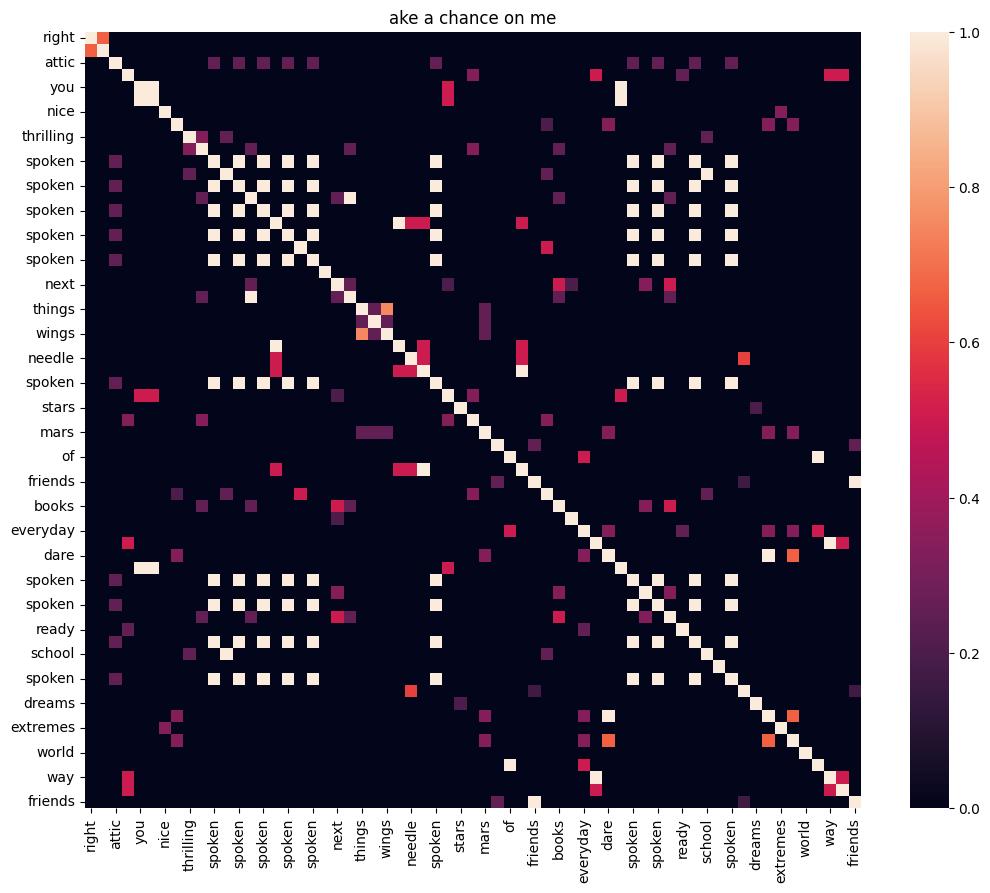 ake a chance on me
right
attic
you
nice
thrilling
spoken
spoken
spoken
spoken
spoken
next
things
wings
needle
spoken
stars
mars
of
friends
books
everyday
dare
spoken
spoken
ready
school
spoken
dreams
extremes
world
way
friends
right
attic
you
nice
thrilling
spoken
spoken
spoken
spoken
spoken
next
things
wings
needle
spoken
stars
mars
of
friends
books
everyday
dare
spoken
spoken
ready
school
spoken
dreams
extremes
world
way
friends
1.0
0.8
0.6
0.4
0.2
0.0